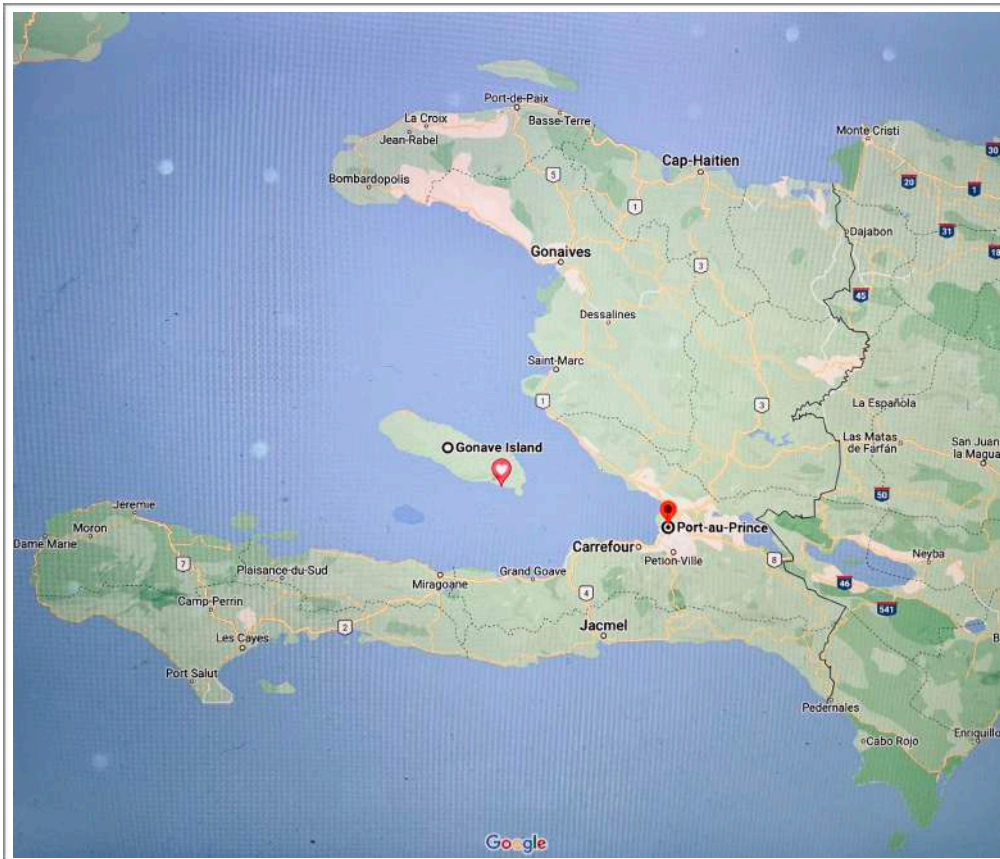 Port-de-Paix
La Croix
Basse-Terre
Jean-Rabel
Monte Cristi
30
Cap-Haitien
Bombardopolis
5
20
1
1
Dajabon
31
Gonaives
18
3
45
Dessalines
Saint-Marc
1
3
La Española
Gonave Island
Las Matas
de Farfán
San Juan
la Magua
50
Jeremie
Port-au-Prince
Moron
Dame Marie
Carrefour
Petion-Ville
Neyba
7
Plaisance-du-Sud
Grand Goave
8
Miragoane
46
4
Camp-Perrin
541
2
Jacmel
Les Cayes
B
Port Salut
Pedernales
Enriquillo
Cabo Rojo
Google